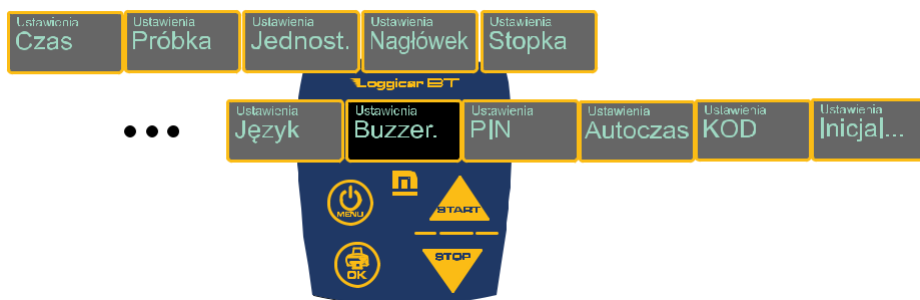 Ustawienia
Czas
Ustawienia
Próbka
Ustawienia
Jednost.
Ustawienia
Nagłówek
Ustawienia
Stopka
Loggicar BT
Ustawienia
Język
Ustawienia
Buzzer.
Ustawienia
PIN
Ustawienia
Autoczas
Ustawienia
KOD
Ustawienia
Inicjal...
MENU
START
OK
STOP